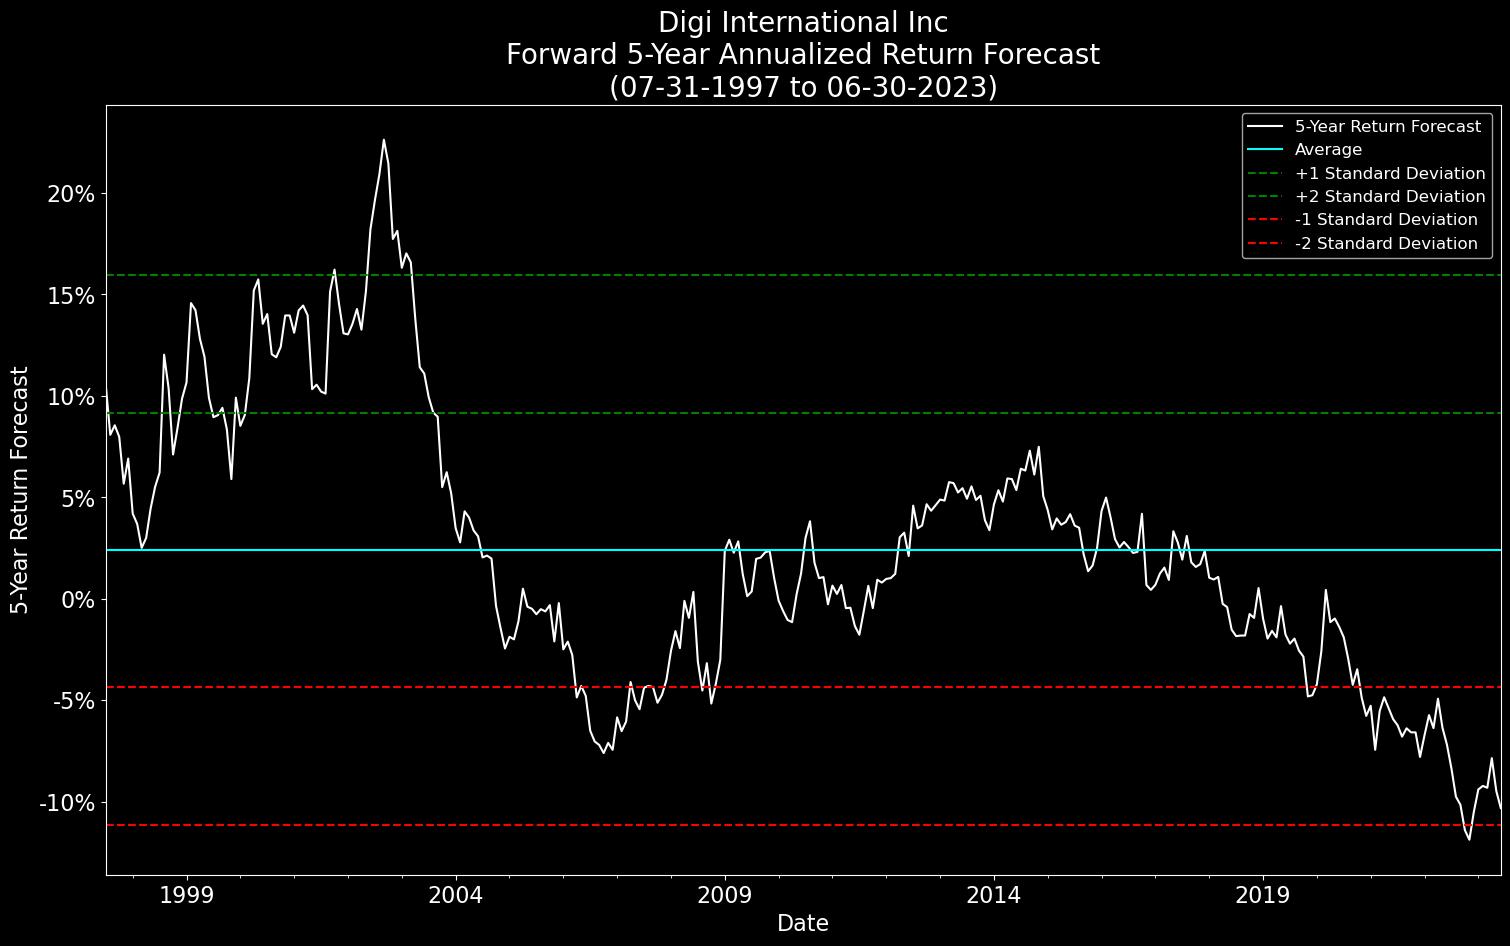 Digi International Inc
Forward 5-Year Annualized Return Forecast
(07-31-1997 to 06-30-2023)
5-Year Return Forecast
Average
+1 Standard Deviation
+2 Standard Deviation
-1 Standard Deviation
-2 Standard Deviation
5-Year Return Forecast
20%
15%
10%
5%
0%
-5%
-10%
1999 2004 2009 2014 2019
Date